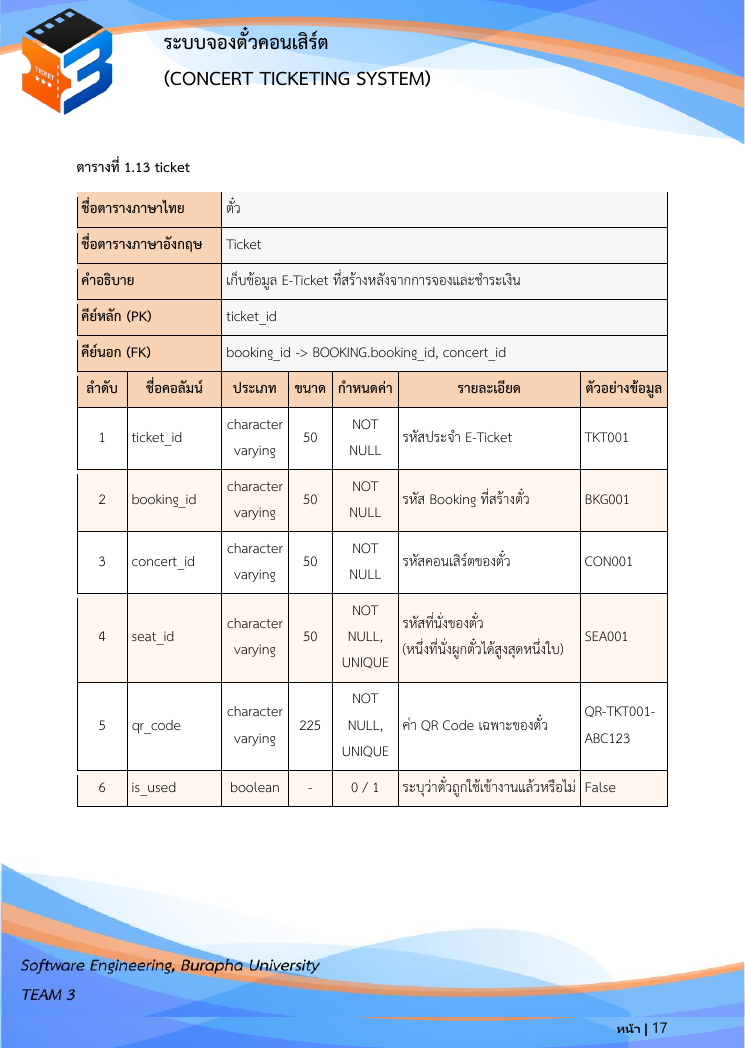 ระบบจองตั๋วคอนเสิร์ต
(CONCERT TICKETING SYSTEM)
TICKET
ตารางที่ 1.13 ticket
ชื่อตารางภาษาไทย ตั๋ว
ชื่อตารางภาษาอังกฤษ Ticket
คำอธิบาย เก็บข้อมูล E-Ticket ที่สร้างหลังจากการจองและชำระเงิน
คีย์หลัก (PK) ticket_id
คีย์นอก (FK) booking_id -> BOOKING.booking_id, concert_id
ลำดับ ชื่อคอลัมน์ ประเภท ขนาด กำหนดค่า รายละเอียด ตัวอย่างข้อมูล
1 ticket_id character varying 50 NOT NULL รหัสประจำ E-Ticket TKT001
2 booking_id character varying 50 NOT NULL รหัส Booking ที่สร้างตั๋ว BKG001
3 concert_id character varying 50 NOT NULL รหัสคอนเสิร์ตของตั๋ว CON001
4 seat_id character varying 50 NOT NULL, UNIQUE รหัสที่นั่งของตั๋ว (หนึ่งที่นั่งผูกตั๋วได้สูงสุดหนึ่งใบ) SEA001
5 qr_code character varying 225 NOT NULL, UNIQUE ค่า QR Code เฉพาะของตั๋ว QR-TKT001-ABC123
6 is_used boolean - 0 / 1 ระบุว่าตั๋วถูกใช้เข้างานแล้วหรือไม่ False
Software Engineering, Burapha University
TEAM 3
หน้า | 17